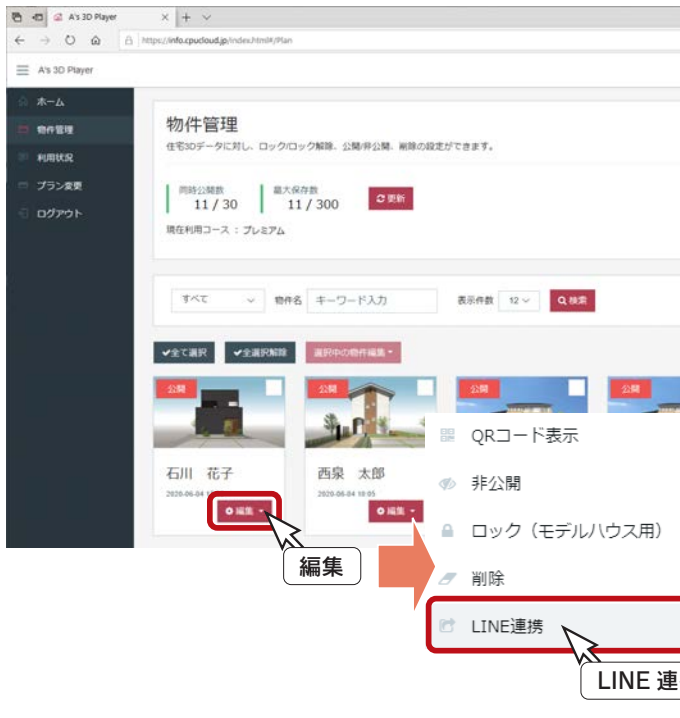 A's 3D Player
https://info.cpucloud.jp/index.html#/Plan
A's 3D Player
ホーム
物件管理
利用状況
プラン変更
ログアウト
物件管理
住宅3Dデータに対し、ロック/ロック解除、公開/非公開、削除の設定ができます。
同時公開数 最大保存数
11 / 30 11 / 300 更新
現在利用コース : プレミアム
すべて 物件名 キーワード入力 表示件数 12 検索
全て選択 全選択解除 選択中の物件編集
公開 公開 公開 公開
石川 花子 西泉 太郎
2020-06-04 2020-06-04 18:05
編集 編集
編集
QRコード表示
非公開
ロック（モデルハウス用）
削除
LINE連携
LINE 連